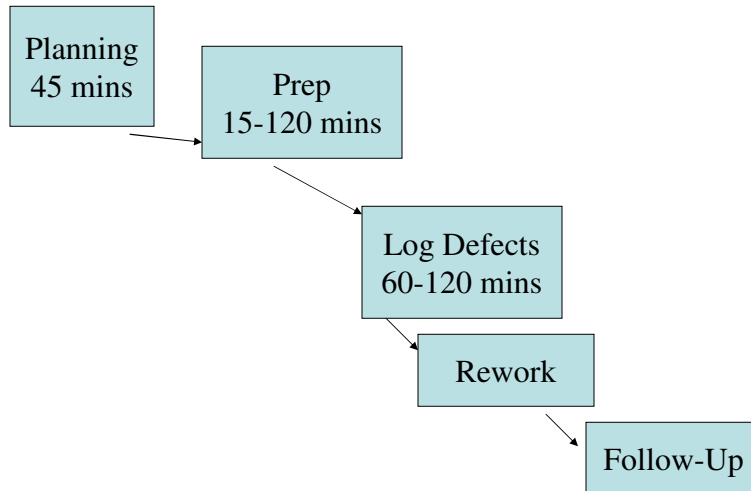 Planning
45 mins
Prep
15-120 mins
Log Defects
60-120 mins
Rework
Follow-Up